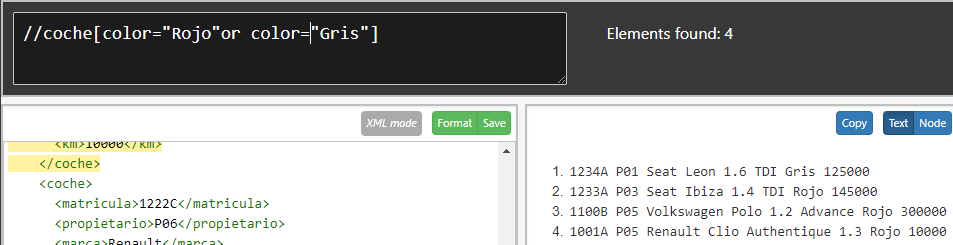 //coche[color="Rojo"or color="Gris"]
Elements found: 4
XML mode
Format
Save
<km>10000</km>
</coche>
<coche>
<matricula>1222C</matricula>
<propietario>P06</propietario>
<marca>Renault</marca>
Copy
Text
Node
1. 1234A P01 Seat Leon 1.6 TDI Gris 125000
2. 1233A P03 Seat Ibiza 1.4 TDI Rojo 145000
3. 1100B P05 Volkswagen Polo 1.2 Advance Rojo 300000
4. 1001A P05 Renault Clio Authentique 1.3 Rojo 10000